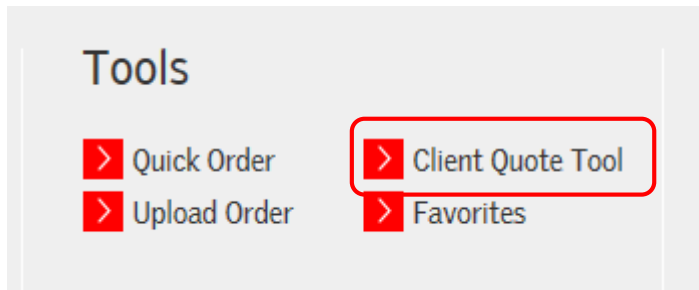 Tools
Quick Order
Client Quote Tool
Upload Order
Favorites